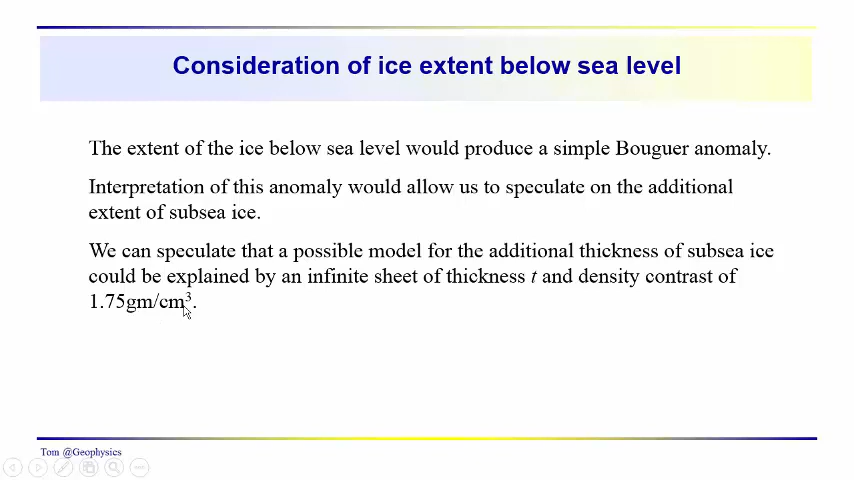 Consideration of ice extent below sea level
The extent of the ice below sea level would produce a simple Bouguer anomaly.
Interpretation of this anomaly would allow us to speculate on the additional
extent of subsea ice.
We can speculate that a possible model for the additional thickness of subsea ice
could be explained by an infinite sheet of thickness t and density contrast of
1.75gm/cm³.
Tom @Geophysics